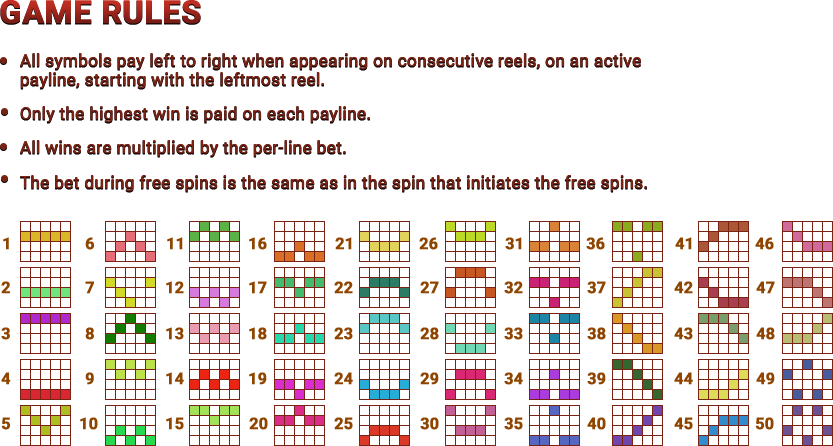 GAME RULES
• All symbols pay left to right when appearing on consecutive reels, on an active
payline, starting with the leftmost reel.
• Only the highest win is paid on each payline.
• All wins are multiplied by the per-line bet.
• The bet during free spins is the same as in the spin that initiates the free spins.
1 6 11 16 21 26 31 36 41 46
2 7 12 17 22 27 32 37 42 47
3 8 13 18 23 28 33 38 43 48
4 9 14 19 24 29 34 39 44 49
5 10 15 20 25 30 35 40 45 50